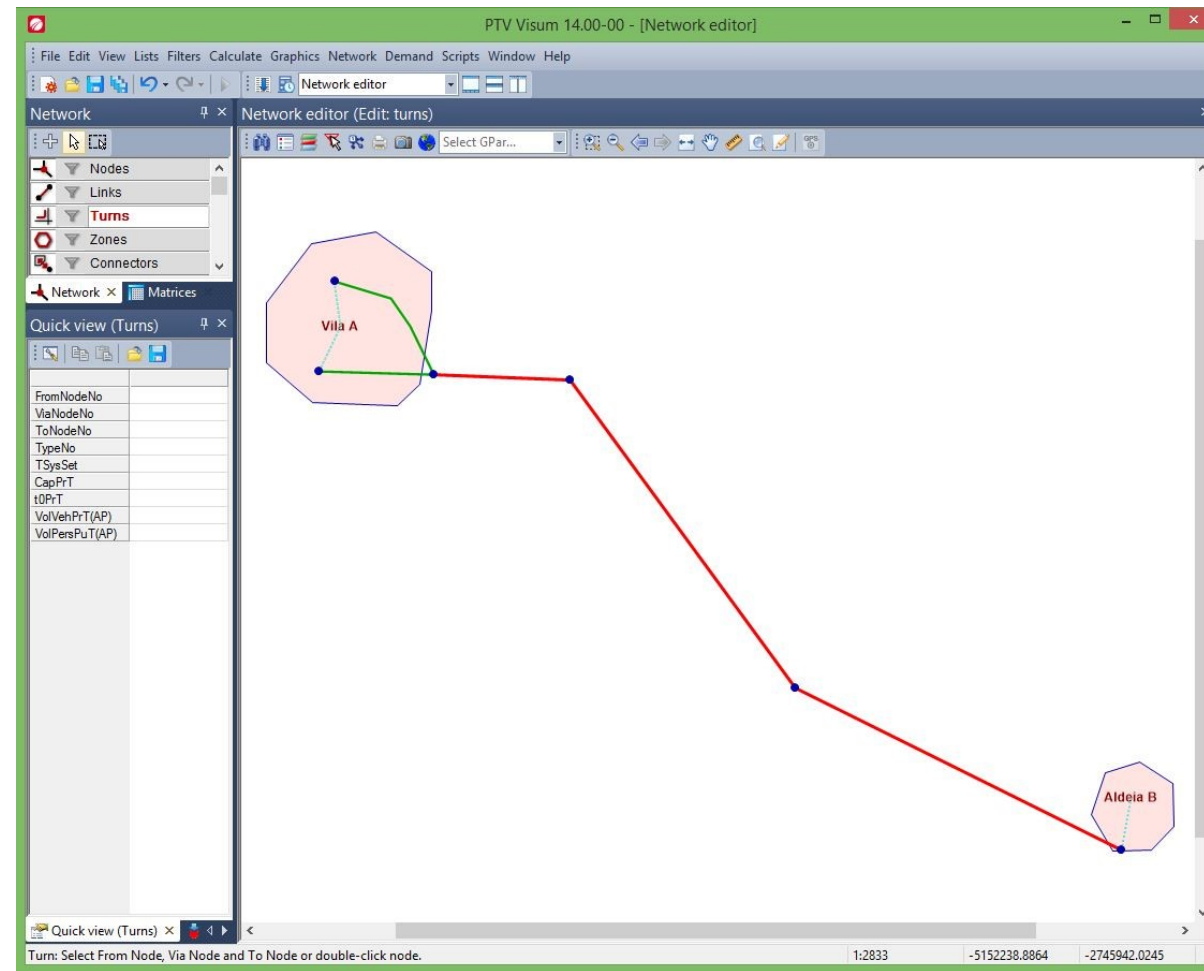 PTV Visum 14.00-00 - [Network editor]
File Edit View Lists Filters Calculate Graphics Network Demand Scripts Window Help
Network editor
Network
Network editor (Edit: turns)
Select GPar...
Nodes
Links
Turns
Zones
Connectors
Network
Matrices
Quick view (Turns)
FromNodeNo
ViaNodeNo
ToNodeNo
TypeNo
TSysSet
CapPrT
t0PrT
VolVehPrT(AP)
VolPersPuT(AP)
Vila A
Aldeia B
Quick view (Turns)
Turn: Select From Node, Via Node and To Node or double-click node.
1:2833
-5152238.8864
-2745942.0245